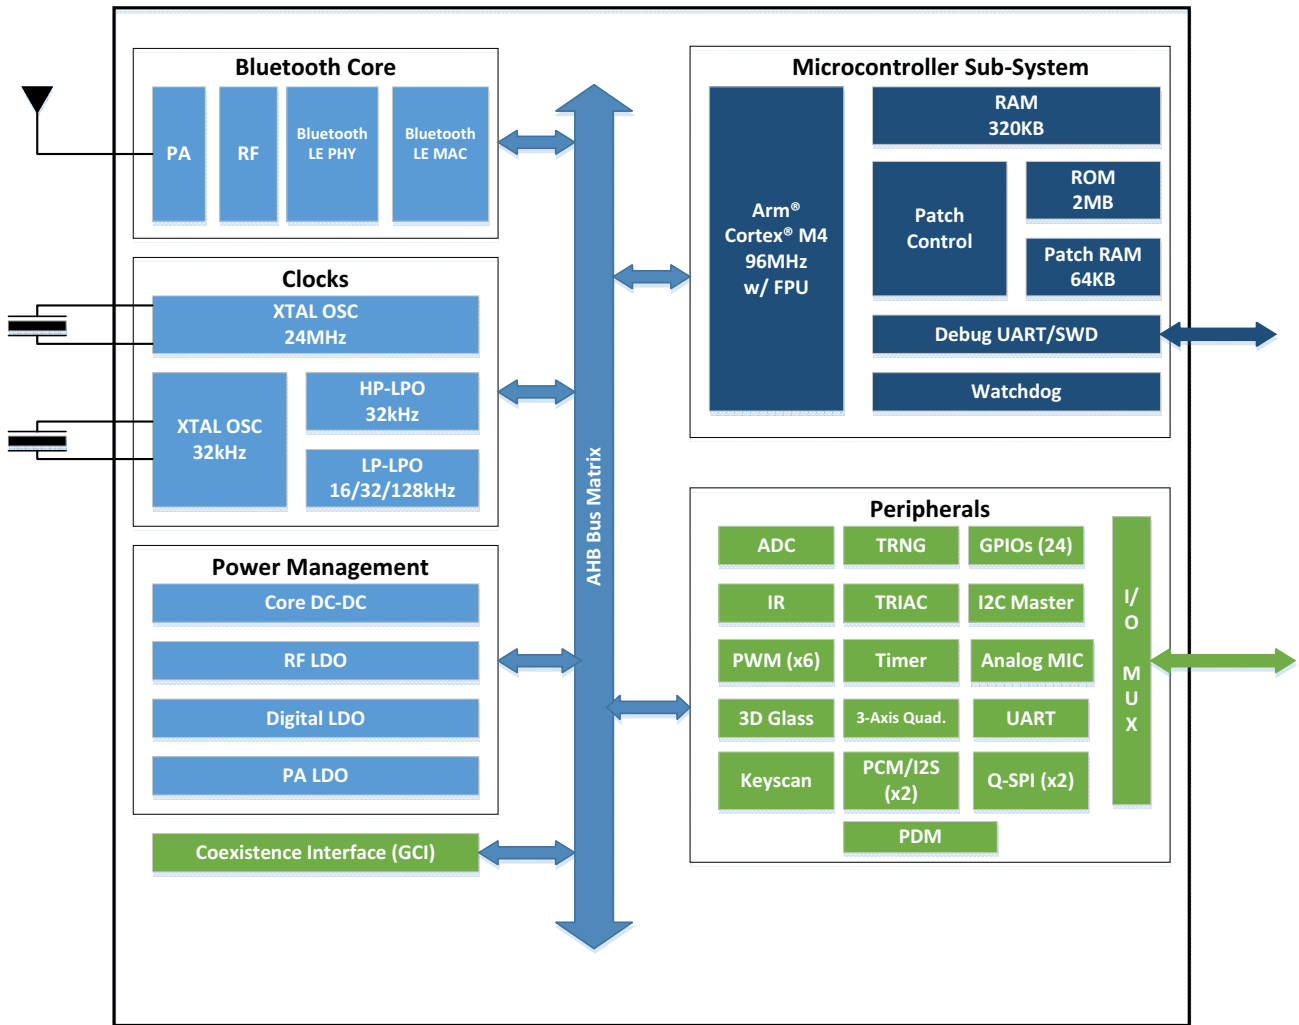 Bluetooth Core
PA
RF
Bluetooth
LE PHY
Bluetooth
LE MAC
Clocks
XTAL OSC
24MHz
XTAL OSC
32kHz
HP-LPO
32kHz
LP-LPO
16/32/128kHz
Power Management
Core DC-DC
RF LDO
Digital LDO
PA LDO
Coexistence Interface (GCI)
AHB Bus Matrix
Microcontroller Sub-System
Arm®
Cortex® M4
96MHz
w/ FPU
RAM
320KB
Patch
Control
ROM
2MB
Patch RAM
64KB
Debug UART/SWD
Watchdog
Peripherals
ADC
TRNG
GPIOs (24)
IR
TRIAC
I2C Master
PWM (x6)
Timer
Analog MIC
3D Glass
3-Axis Quad.
UART
Keyscan
PCM/I2S
(x2)
Q-SPI (x2)
PDM
I/
O
M
U
X